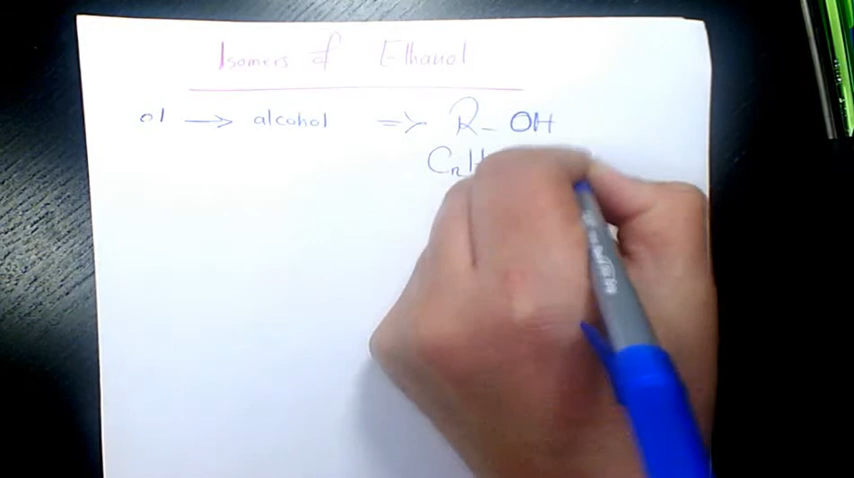 Isomers of Ethanol
ol → alcohol => R - OH
CnH